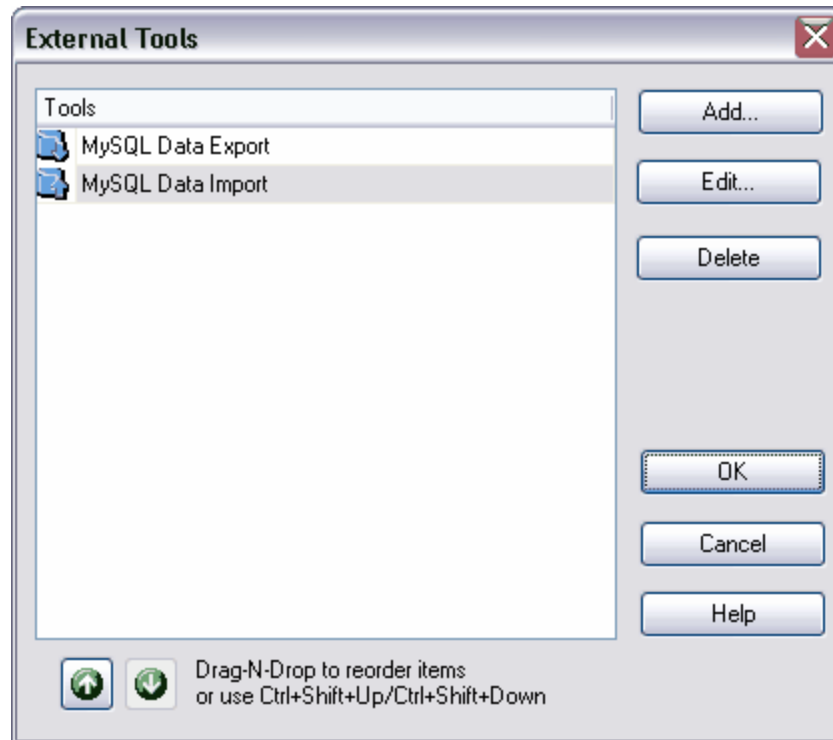 External Tools
Tools
MySQL Data Export
MySQL Data Import
Add...
Edit...
Delete
OK
Cancel
Help
Drag-N-Drop to reorder items
or use Ctrl+Shift+Up/Ctrl+Shift+Down